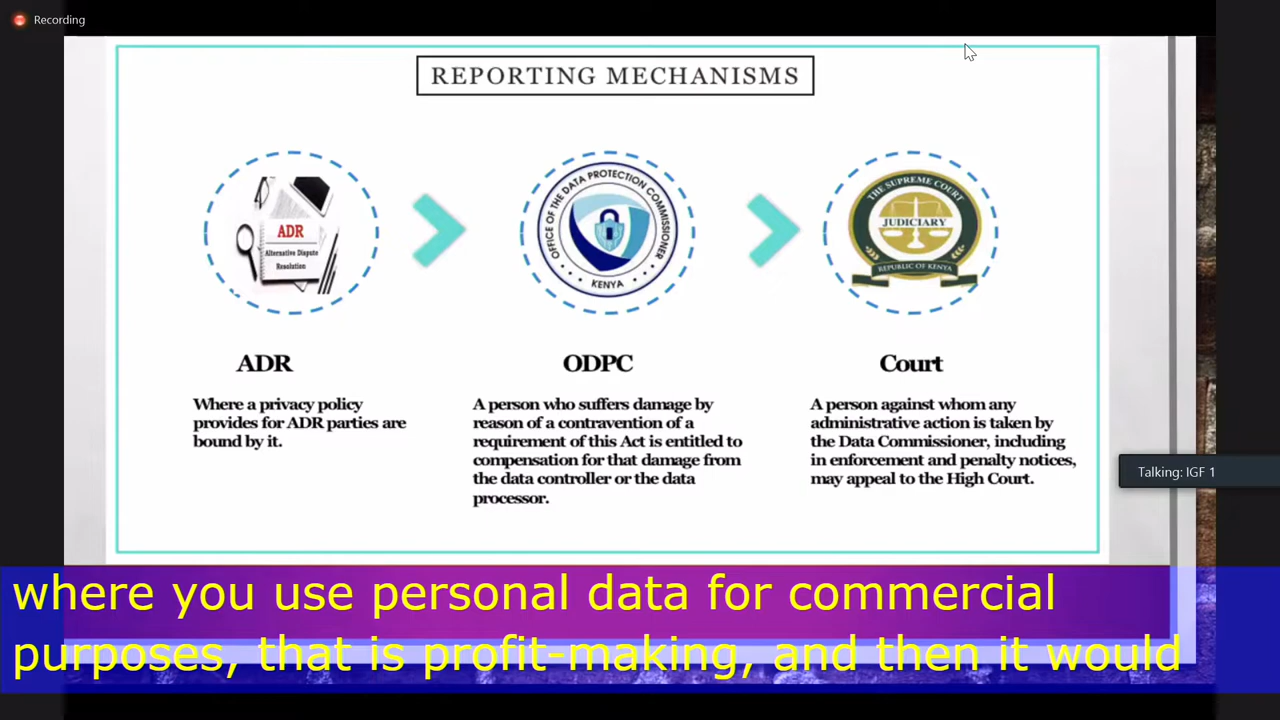 Recording
REPORTING MECHANISMS
ADR
Alternative Dispute
Resolution
OFFICE OF THE DATA PROTECTION COMMISSIONER
KENYA
THE SUPREME COURT
JUDICIARY
REPUBLIC OF KENYA
ADR
Where a privacy policy
provides for ADR parties are
bound by it.
ODPC
A person who suffers damage by
reason of a contravention of a
requirement of this Act is entitled to
compensation for that damage from
the data controller or the data
processor.
Court
A person against whom any
administrative action is taken by
the Data Commissioner, including
in enforcement and penalty notices,
may appeal to the High Court.
Talking: IGF 1
where you use personal data for commercial
purposes, that is profit-making, and then it would